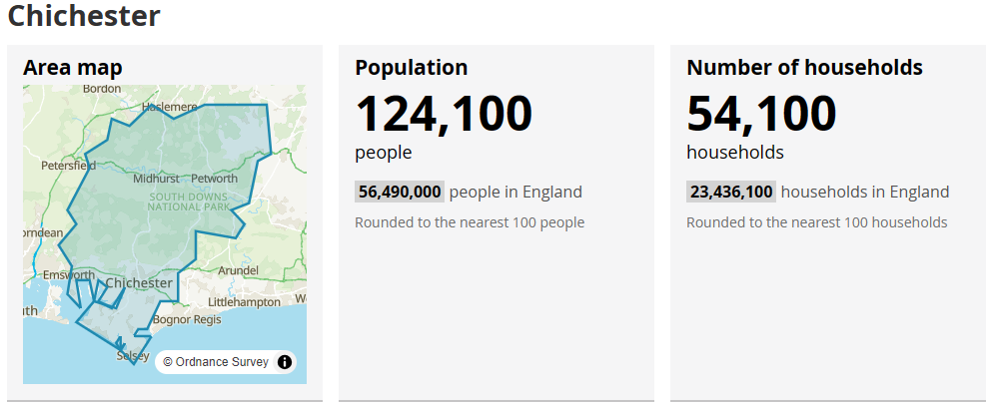 Chichester
Area map
Bordon
Haslemere
Petersfield
Midhurst Petworth
SOUTH DOWNS
NATIONAL PARK
orndean
Emsworth
Chichester
Arundel
Littlehampton W
uth
Bognor Regis
Selsey
© Ordnance Survey
Population
124,100
people
56,490,000 people in England
Rounded to the nearest 100 people
Number of households
54,100
households
23,436,100 households in England
Rounded to the nearest 100 households